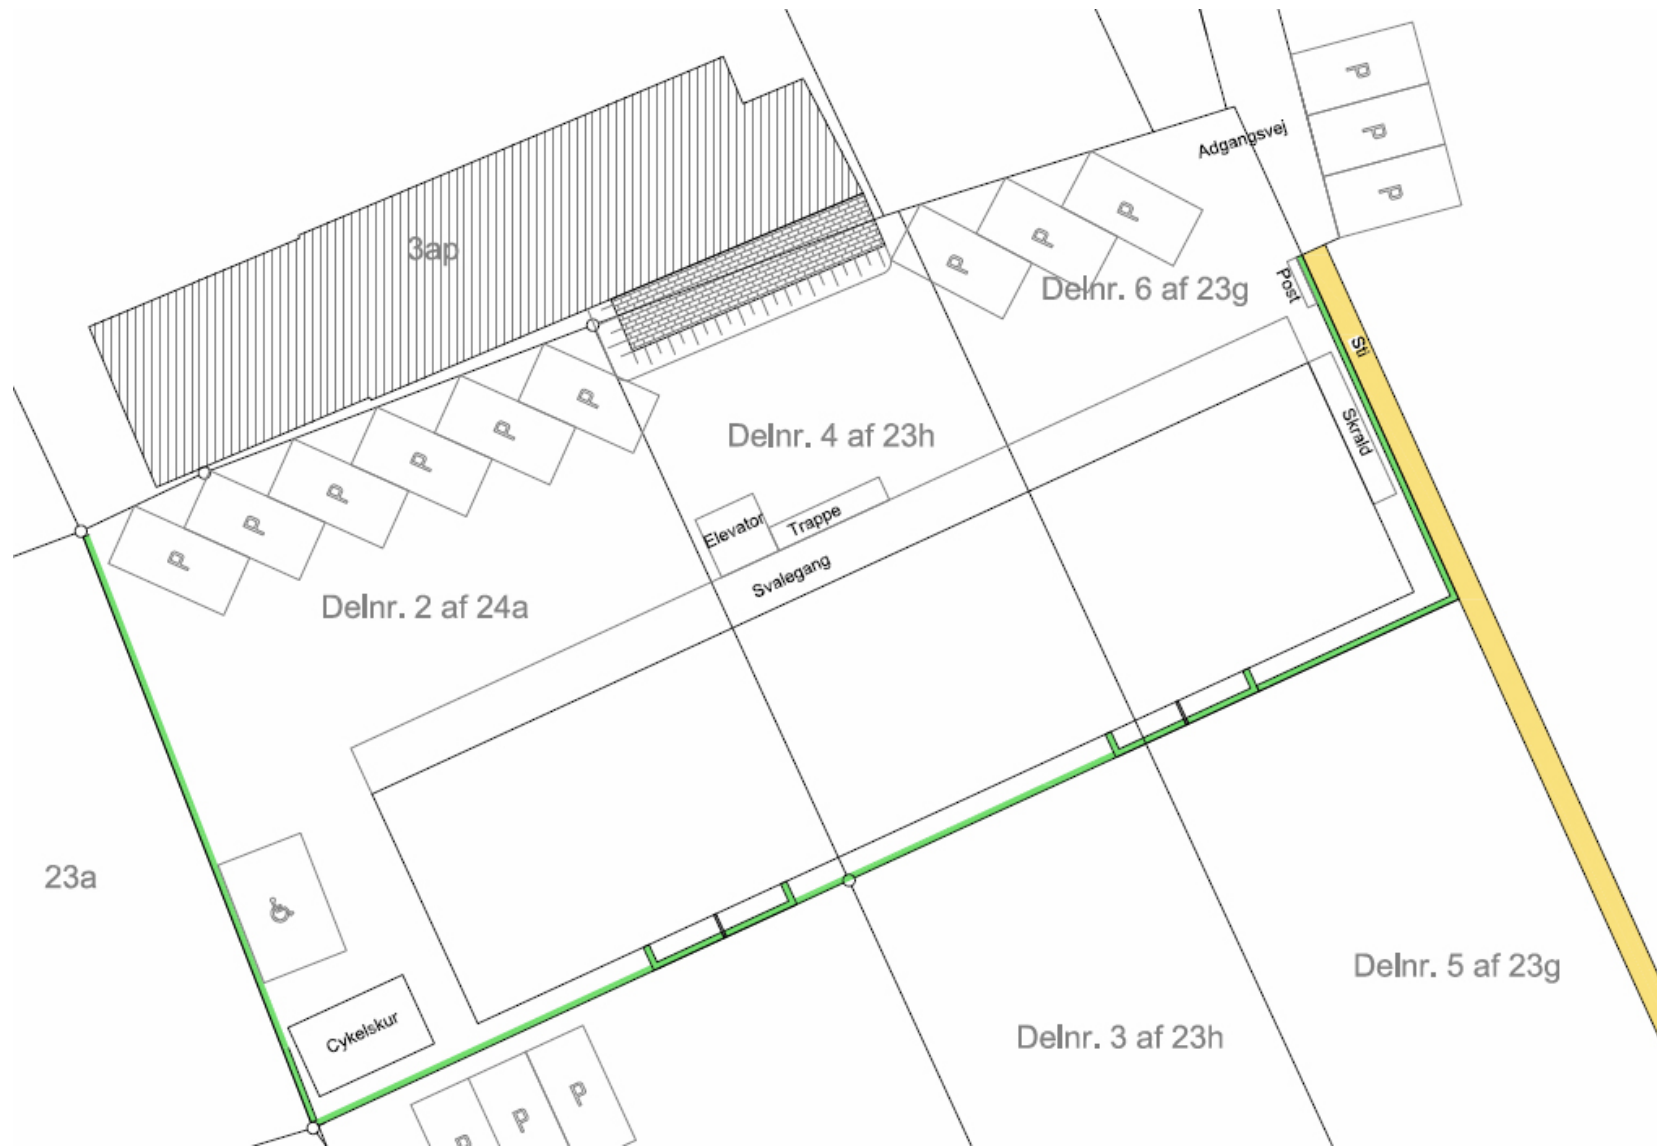 P
P
P
Adgangsvej
3ap
P
P
P
Delnr. 6 af 23g
Post
Sti
P
P
P
P
P
P
Delnr. 4 af 23h
Skrald
Elevator
Trappe
Svalegang
Delnr. 2 af 24a
23a
Cykelskur
Delnr. 5 af 23g
Delnr. 3 af 23h
P
P
P